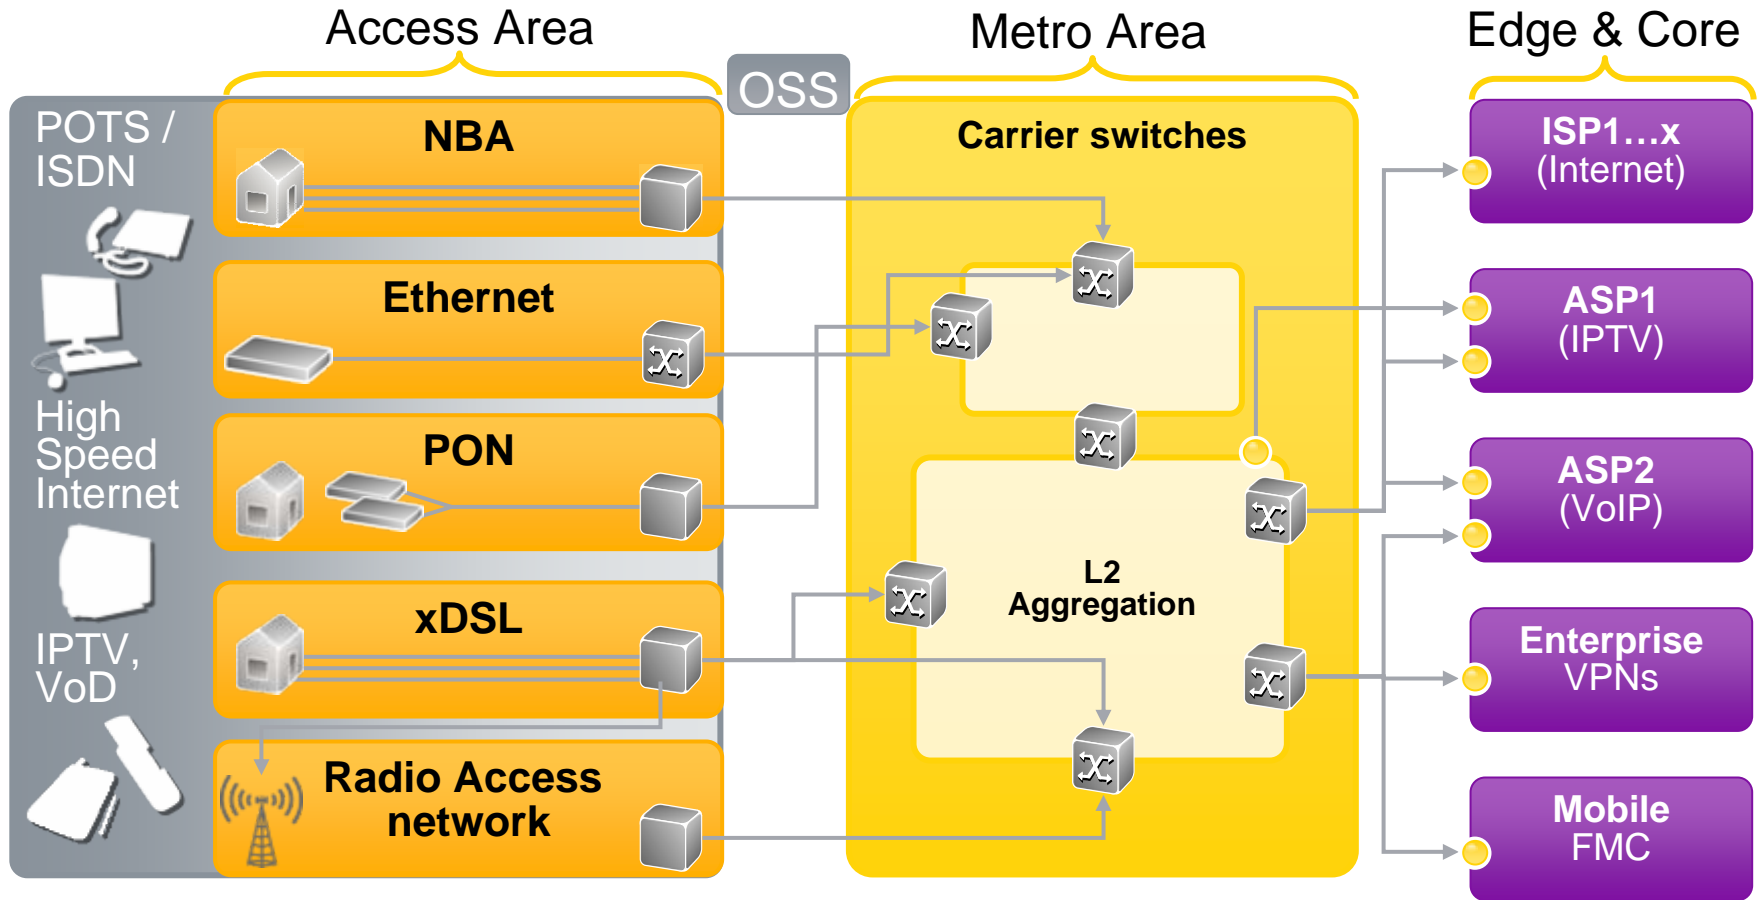 Access Area
Metro Area
Edge & Core
OSS
POTS /
ISDN
High
Speed
Internet
IPTV,
VoD
NBA
Ethernet
PON
xDSL
Radio Access
network
Carrier switches
L2
Aggregation
ISP1...x
(Internet)
ASP1
(IPTV)
ASP2
(VoIP)
Enterprise
VPNs
Mobile
FMC